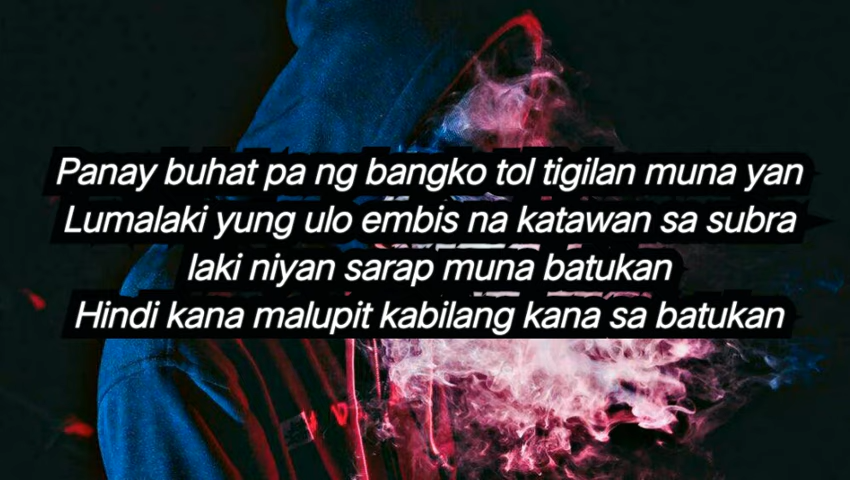 Panay buhat pa ng bangko tol tigilan muna yan
Lumalaki yung ulo embis na katawan sa subra
laki niyan sarap muna batukan
Hindi kana malupit kabilang kana sa batukan